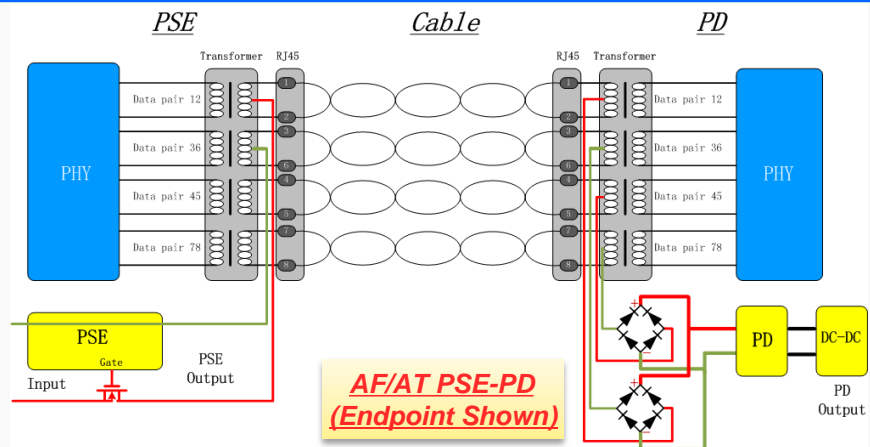 PSE Cable PD
Transformer RJ45 RJ45 Transformer
1 1
Data pair 12 Data pair 12
2 2
3 3
Data pair 36 Data pair 36
6 6
PHY PHY
4 4
Data pair 45 Data pair 45
5 5
7 7
Data pair 78 Data pair 78
8 8
+
PSE
PD DC-DC
Gate
PSE
Output
-
Input
AF/AT PSE-PD
(Endpoint Shown)
+
PD
Output
-